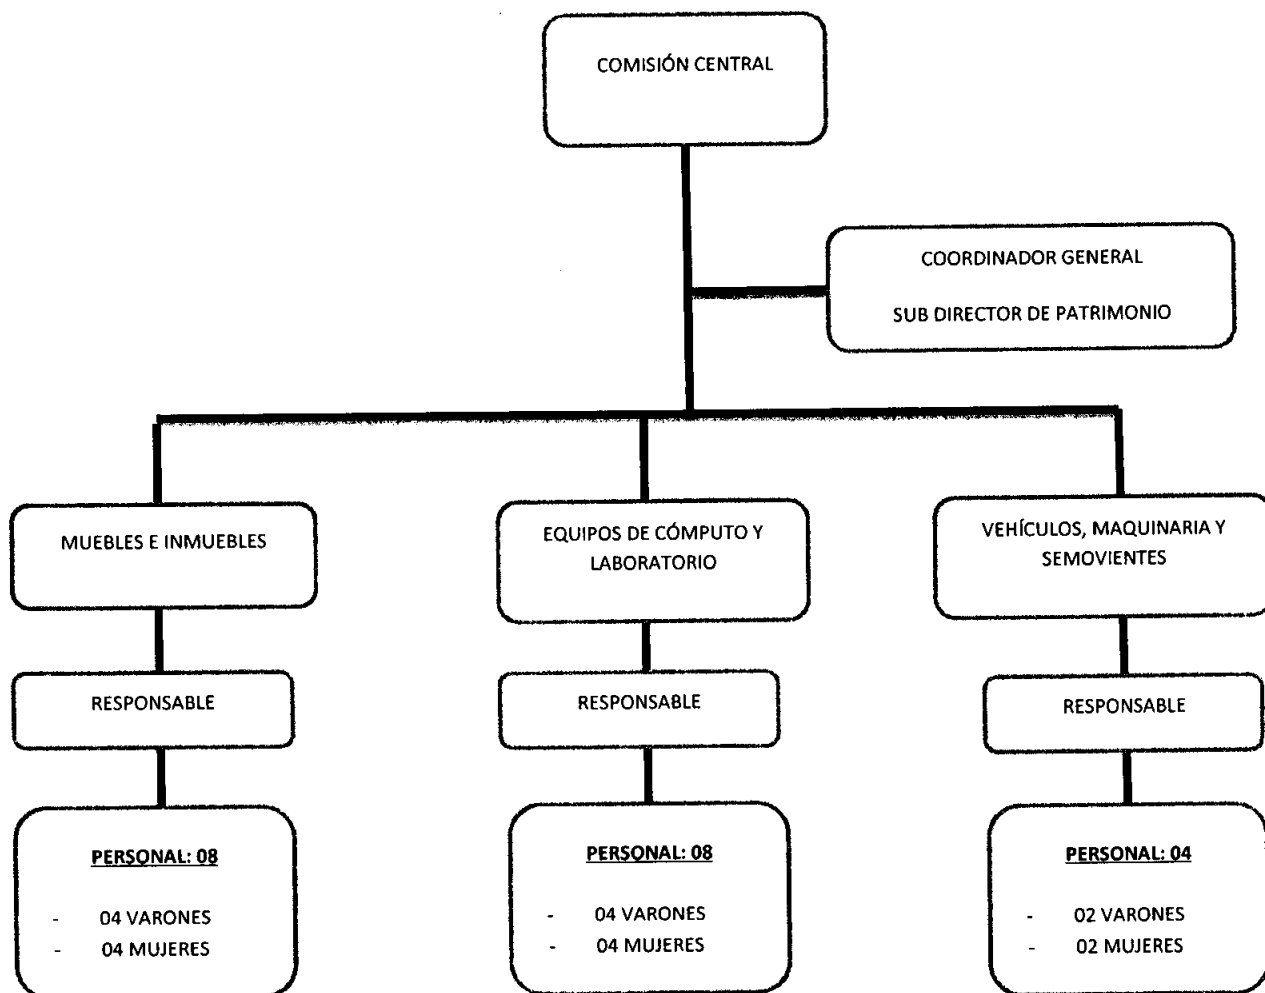 COMISIÓN CENTRAL
COORDINADOR GENERAL
SUB DIRECTOR DE PATRIMONIO
MUEBLES E INMUEBLES
EQUIPOS DE CÓMPUTO Y
LABORATORIO
VEHÍCULOS, MAQUINARIA Y
SEMOVIENTES
RESPONSABLE
RESPONSABLE
RESPONSABLE
PERSONAL: 08
- 04 VARONES
- 04 MUJERES
PERSONAL: 08
- 04 VARONES
- 04 MUJERES
PERSONAL: 04
- 02 VARONES
- 02 MUJERES